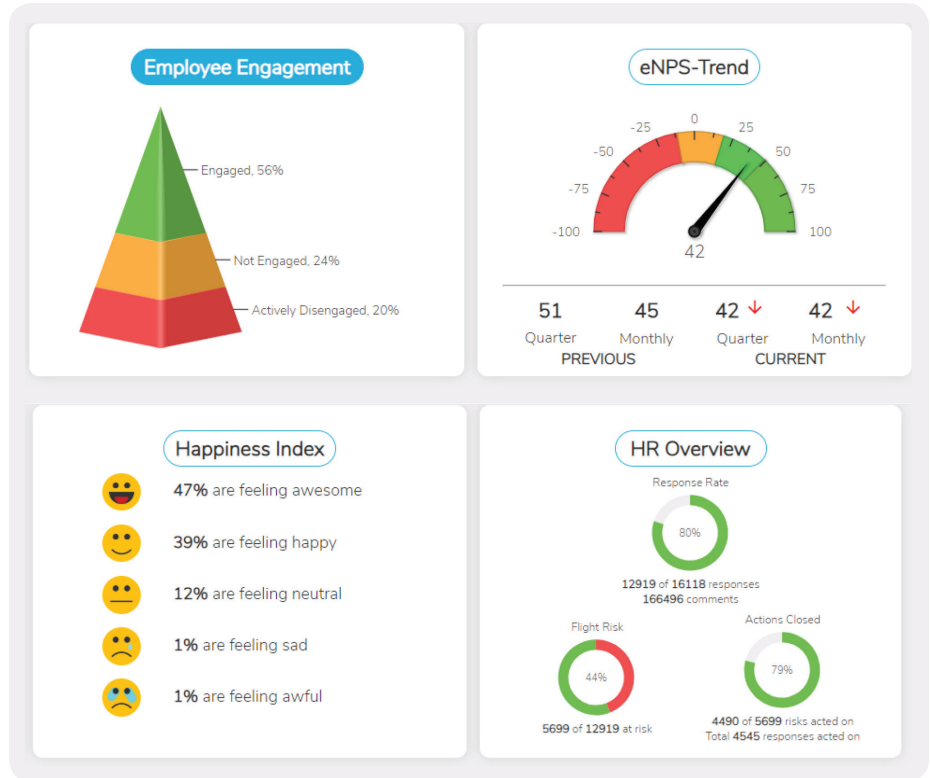 Employee Engagement
Engaged, 56%
Not Engaged, 24%
Actively Disengaged, 20%
eNPS-Trend
-100
-75
-50
-25
0
25
50
75
100
42
51 45 42 42
Quarter Monthly Quarter Monthly
PREVIOUS CURRENT
Happiness Index
47% are feeling awesome
39% are feeling happy
12% are feeling neutral
1% are feeling sad
1% are feeling awful
HR Overview
Response Rate
80%
12919 of 16118 responses
166496 comments
Flight Risk
44%
5699 of 12919 at risk
Actions Closed
79%
4490 of 5699 risks acted on
Total 4545 responses acted on